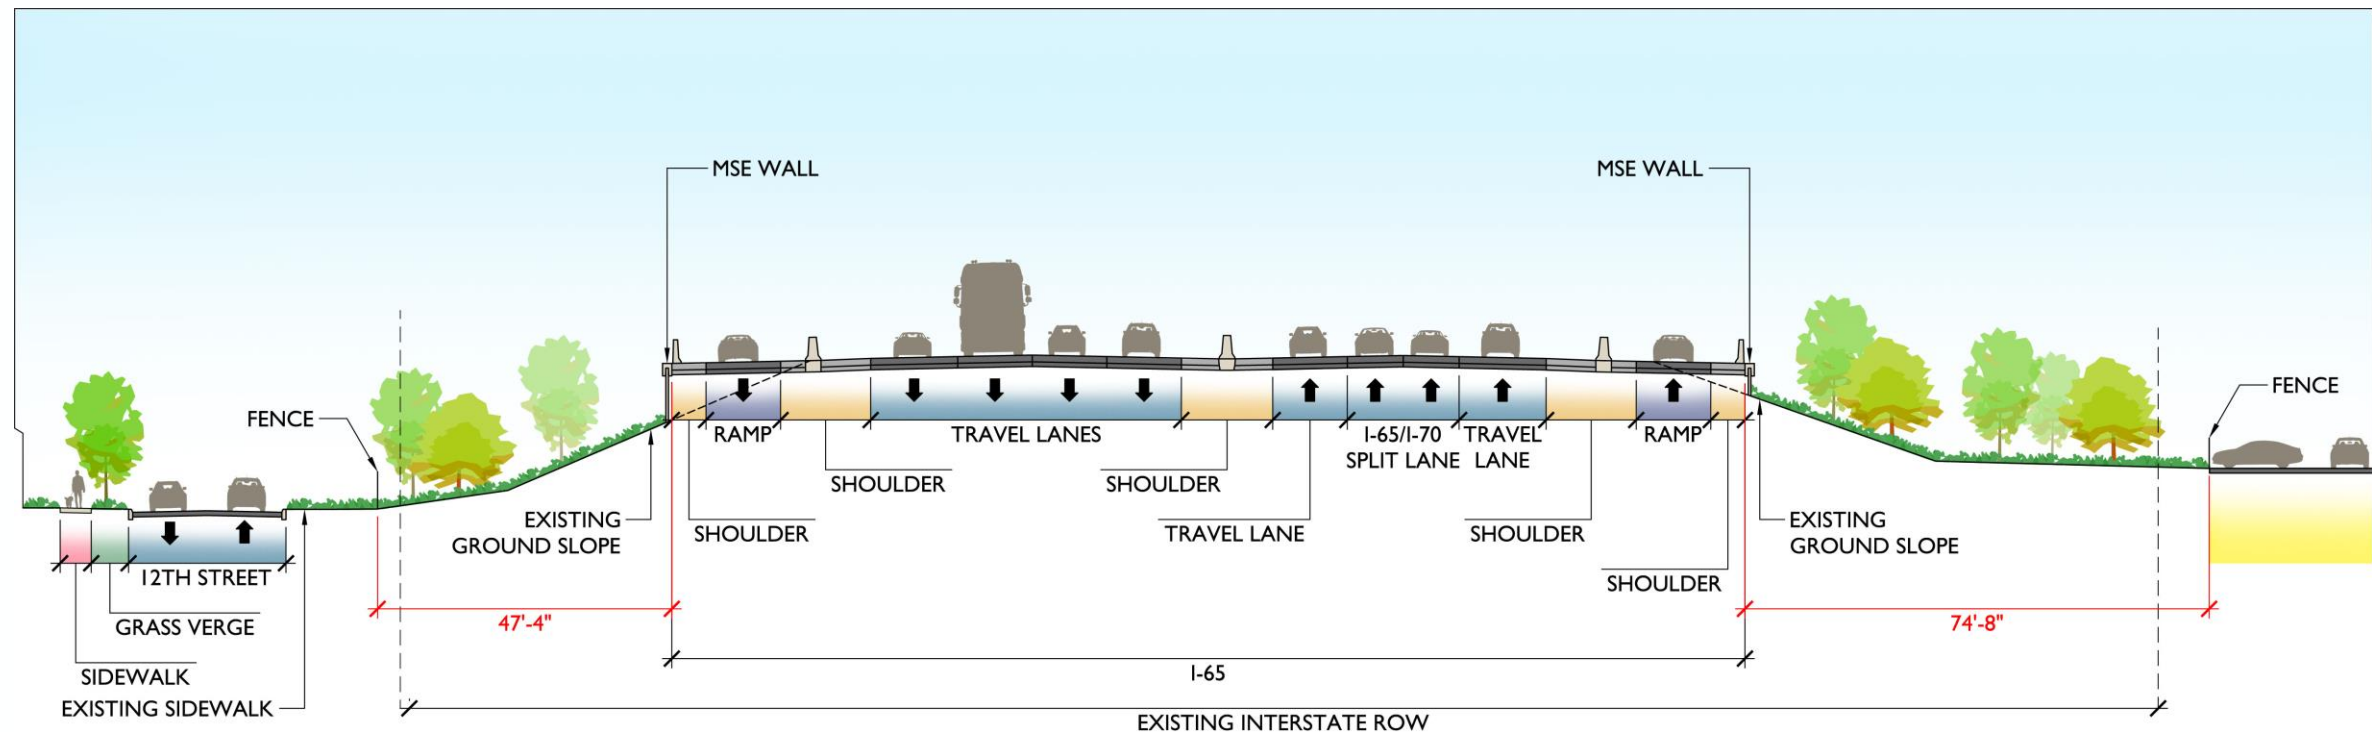 MSE WALL
MSE WALL
FENCE
FENCE
RAMP
TRAVEL LANES
I-65/I-70
SPLIT LANE
TRAVEL
LANE
RAMP
SHOULDER
SHOULDER
EXISTING
GROUND SLOPE
SHOULDER
TRAVEL LANE
SHOULDER
EXISTING
GROUND SLOPE
12TH STREET
SHOULDER
GRASS VERGE
47'-4"
74'-8"
SIDEWALK
I-65
EXISTING SIDEWALK
EXISTING INTERSTATE ROW